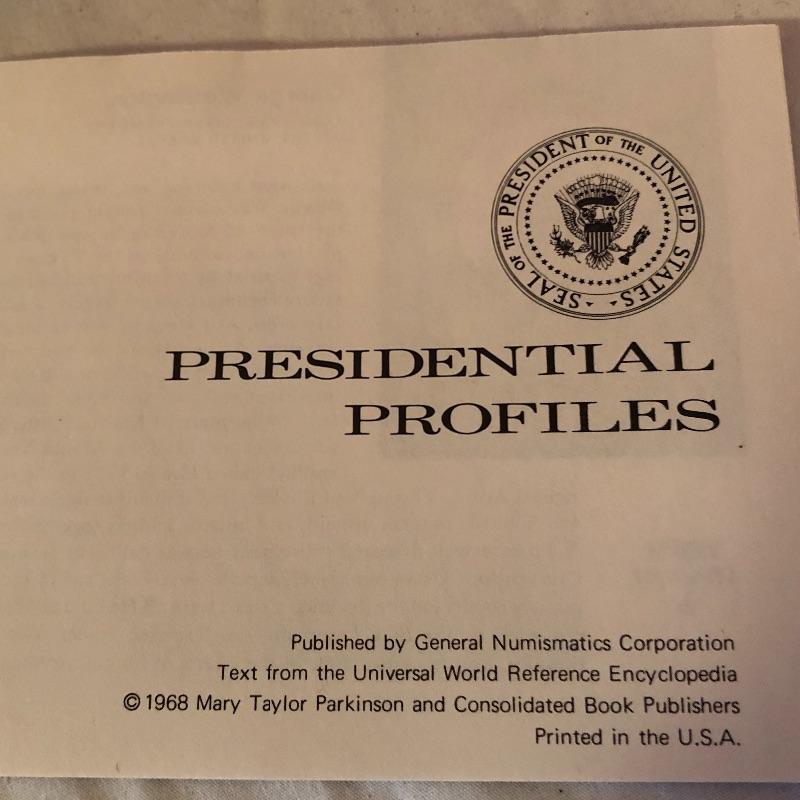 SEAL OF THE PRESIDENT OF THE UNITED STATES
PRESIDENTIAL
PROFILES
Published by General Numismatics Corporation
Text from the Universal World Reference Encyclopedia
©1968 Mary Taylor Parkinson and Consolidated Book Publishers
Printed in the U.S.A.